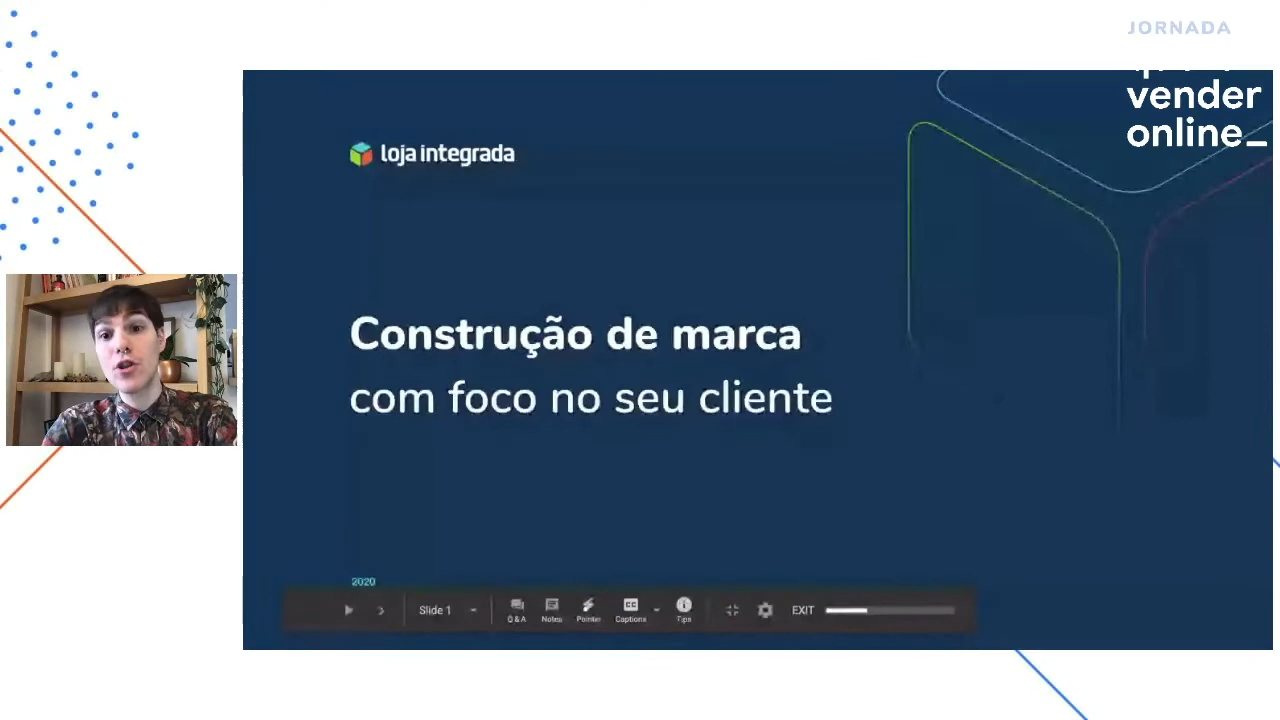 JORNADA
vender
online_
loja integrada
Construção de marca
com foco no seu cliente
2020
Slide 1
Q & A
Notes
Pointer
Captions
Tips
EXIT